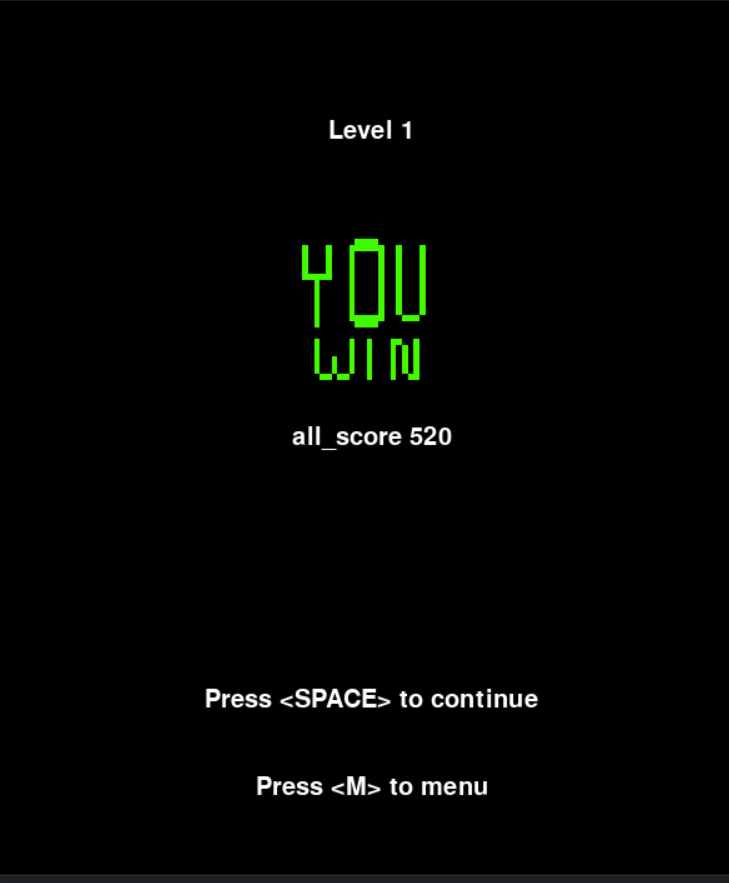 Level 1
YOU
WIN
all_score 520
Press <SPACE> to continue
Press <M> to menu